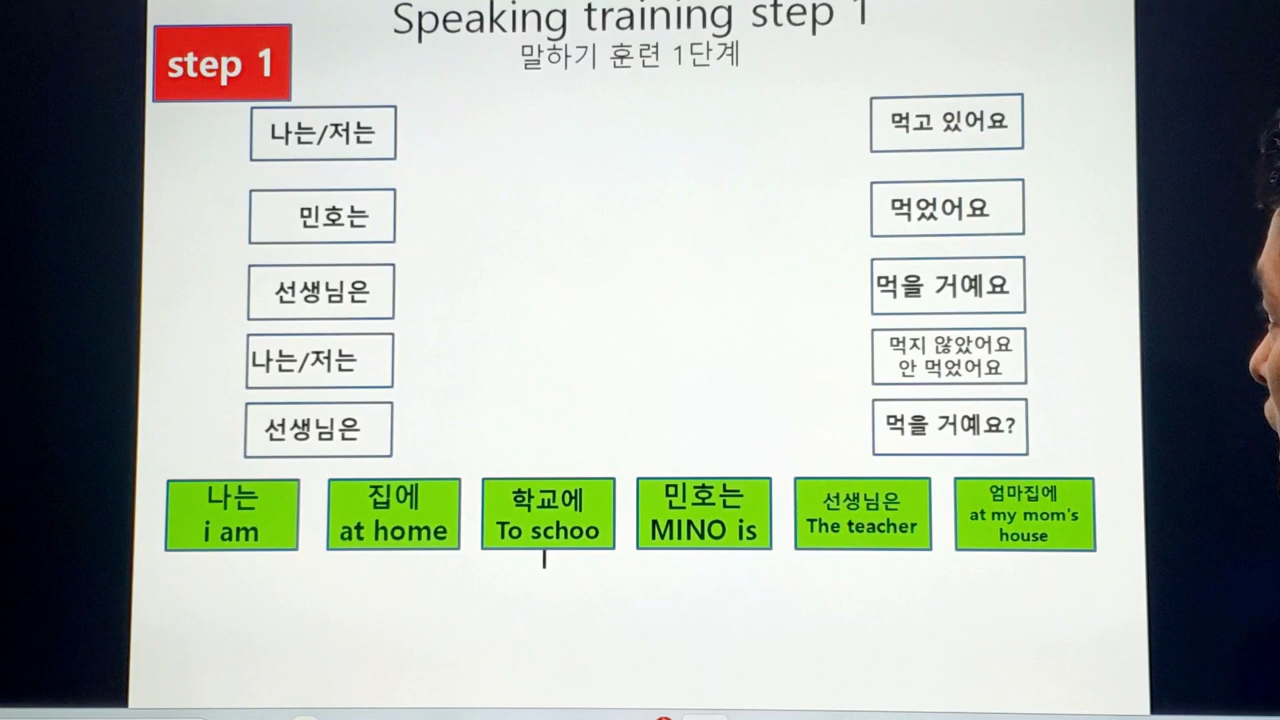 Speaking training step 1
말하기 훈련 1단계
step 1
나는/저는
먹고 있어요
민호는
먹었어요
선생님은
먹을 거예요
나는/저는
먹지 않았어요
안 먹었어요
선생님은
먹을 거예요?
나는
i am
집에
at home
학교에
To schoo
l
민호는
MINO is
선생님은
The teacher
엄마집에
at my mom's
house